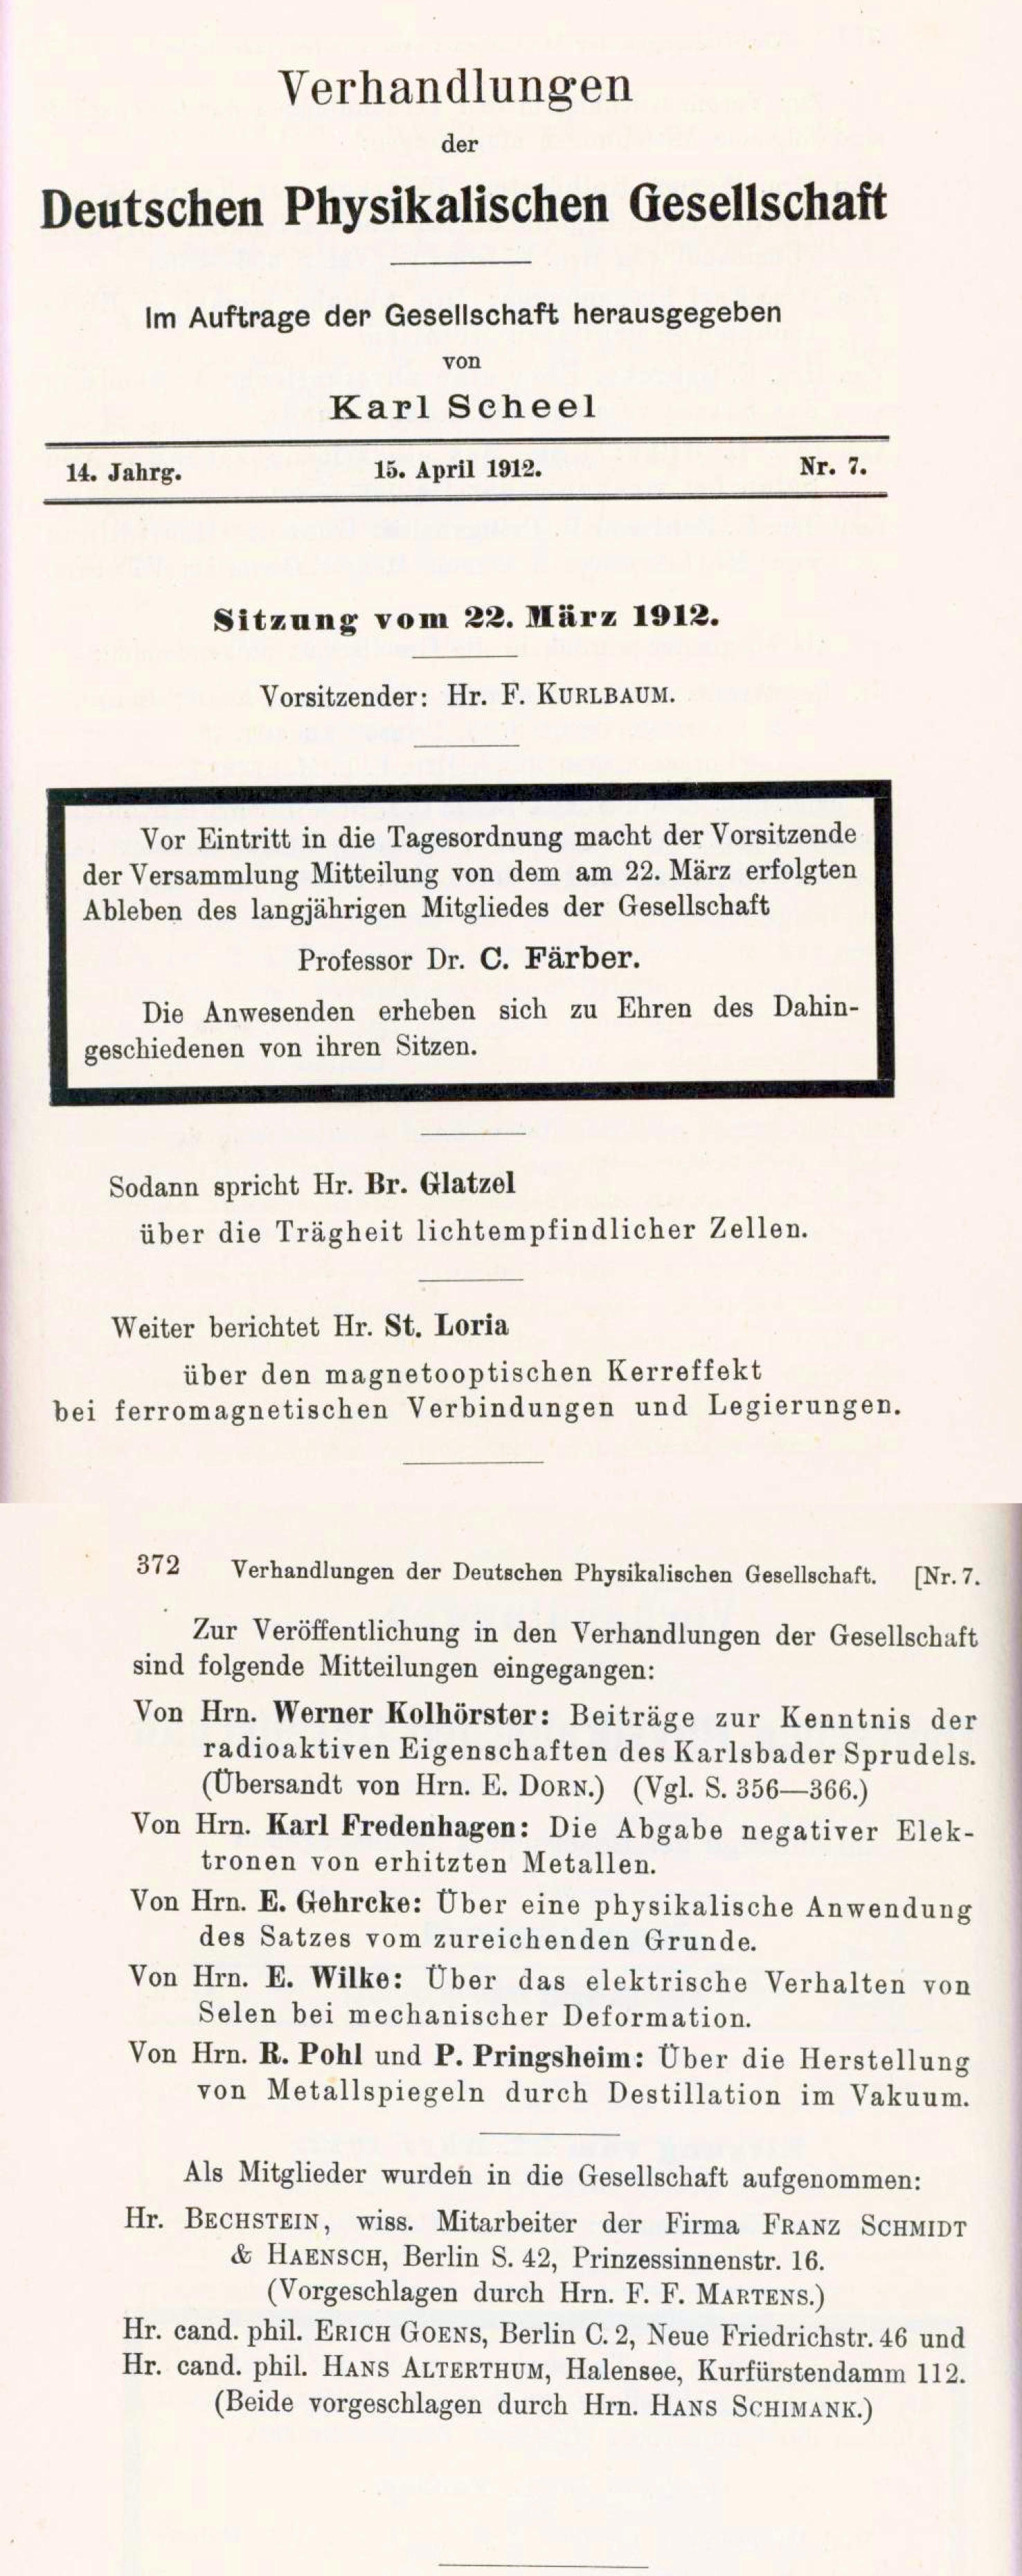 Verhandlungen
der
Deutschen Physikalischen Gesellschaft
Im Auftrage der Gesellschaft herausgegeben
von
Karl Scheel
14. Jahrg. 15. April 1912. Nr. 7.
Sitzung vom 22. März 1912.
Vorsitzender: Hr. F. KURLBAUM.
Vor Eintritt in die Tagesordnung macht der Vorsitzende
der Versammlung Mitteilung von dem am 22. März erfolgten
Ableben des langjährigen Mitgliedes der Gesellschaft
Professor Dr. C. Färber.
Die Anwesenden erheben sich zu Ehren des Dahin-
geschiedenen von ihren Sitzen.
Sodann spricht Hr. Br. Glatzel
über die Trägheit lichtempfindlicher Zellen.
Weiter berichtet Hr. St. Loria
über den magnetooptischen Kerreffekt
bei ferromagnetischen Verbindungen und Legierungen.
372 Verhandlungen der Deutschen Physikalischen Gesellschaft. [Nr. 7.
Zur Veröffentlichung in den Verhandlungen der Gesellschaft
sind folgende Mitteilungen eingegangen:
Von Hrn. Werner Kolhörster: Beiträge zur Kenntnis der
radioaktiven Eigenschaften des Karlsbader Sprudels.
(Übersandt von Hrn. E. DORN.) (Vgl. S. 356—366.)
Von Hrn. Karl Fredenhagen: Die Abgabe negativer Elek-
tronen von erhitzten Metallen.
Von Hrn. E. Gehrcke: Über eine physikalische Anwendung
des Satzes vom zureichenden Grunde.
Von Hrn. E. Wilke: Über das elektrische Verhalten von
Selen bei mechanischer Deformation.
Von Hrn. R. Pohl und P. Pringsheim: Über die Herstellung
von Metallspiegeln durch Destillation im Vakuum.
Als Mitglieder wurden in die Gesellschaft aufgenommen:
Hr. BECHSTEIN, wiss. Mitarbeiter der Firma FRANZ SCHMIDT
& HAENSCH, Berlin S. 42, Prinzessinnenstr. 16.
(Vorgeschlagen durch Hrn. F. F. MARTENS.)
Hr. cand. phil. ERICH GOENS, Berlin C. 2, Neue Friedrichstr. 46 und
Hr. cand. phil. HANS ALTERTHUM, Halensee, Kurfürstendamm 112.
(Beide vorgeschlagen durch Hrn. HANS SCHIMANK.)